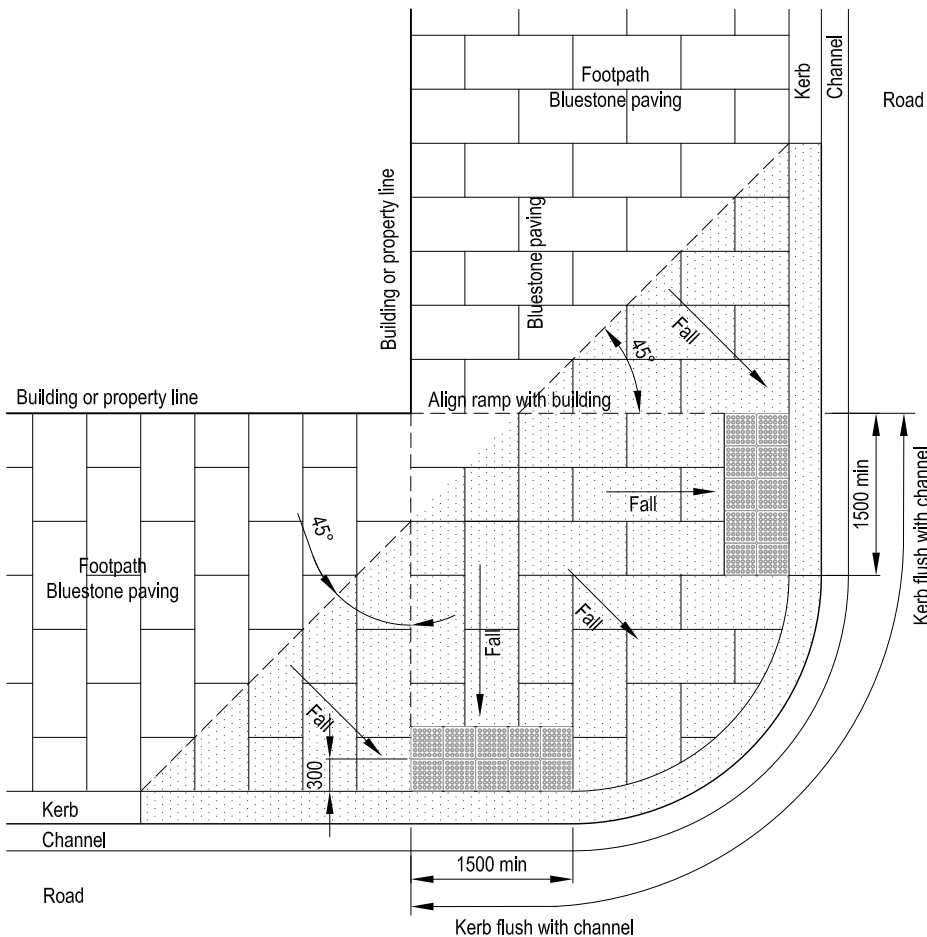 Footpath
Bluestone paving
Kerb
Channel
Road
Building or property line
Bluestone paving
Fall
45°
Building or property line
Align ramp with building
Fall
1500 min
Kerb flush with channel
45°
Footpath
Bluestone paving
Fall
Fall
Fall
300
Kerb
Channel
1500 min
Road
Kerb flush with channel